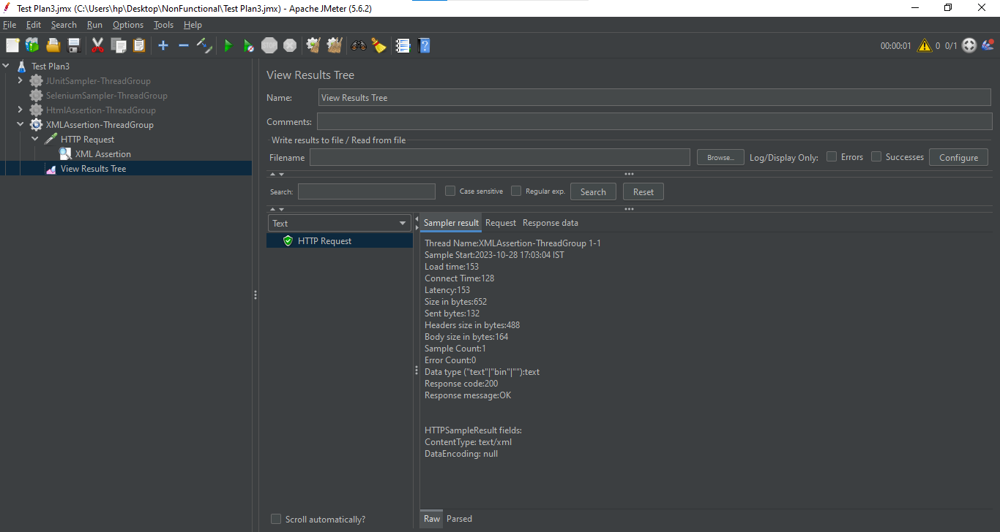 Test Plan3.jmx (C:\Users\hp\Desktop\NonFunctional\Test Plan3.jmx) - Apache JMeter (5.6.2)
File Edit Search Run Options Tools Help
STOP 00:00:01 0 0/1
Test Plan3
JUnitSampler-ThreadGroup
SeleniumSampler-ThreadGroup
HtmlAssertion-ThreadGroup
XMLAssertion-ThreadGroup
HTTP Request
XML Assertion
View Results Tree
View Results Tree
Name: View Results Tree
Comments:
Write results to file / Read from file
Filename Browse... Log/Display Only: Errors Successes Configure
Search: Case sensitive Regular exp. Search Reset
Text
HTTP Request
Sampler result Request Response data
Thread Name:XMLAssertion-ThreadGroup 1-1
Sample Start:2023-10-28 17:03:04 IST
Load time:153
Connect Time:128
Latency:153
Size in bytes:652
Sent bytes:132
Headers size in bytes:488
Body size in bytes:164
Sample Count:1
Error Count:0
Data type ("text"|"bin"|""):text
Response code:200
Response message:OK
HTTPSampleResult fields:
ContentType: text/xml
DataEncoding: null
Scroll automatically?
Raw Parsed